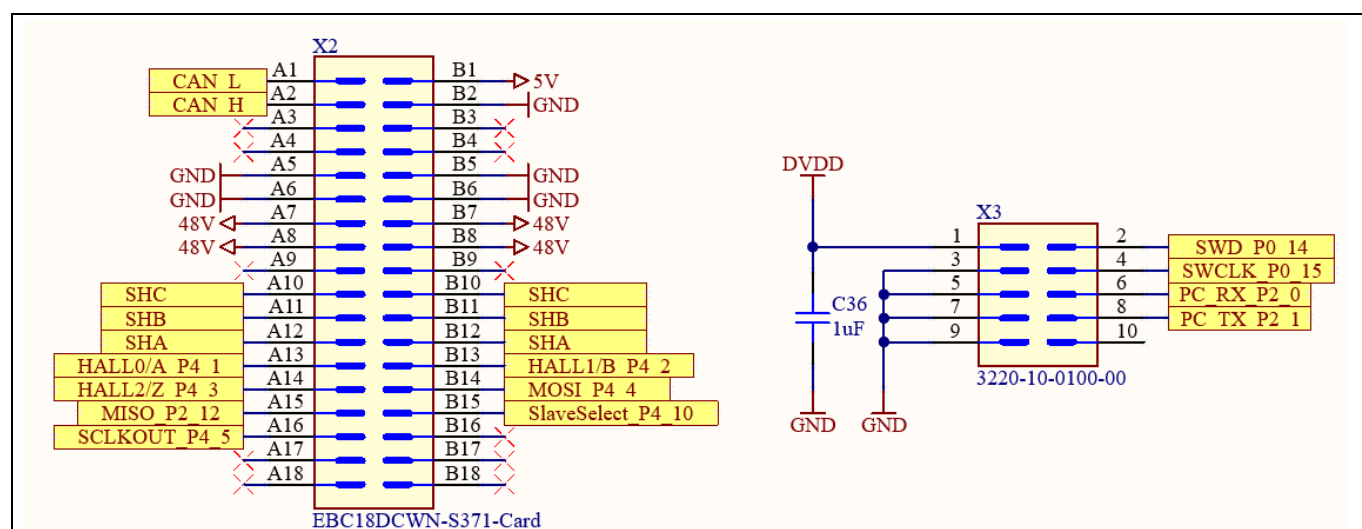 X2
A1 B1
CAN_L 5V
A2 B2
CAN_H GND
A3 B3
A4 B4
A5 B5
GND GND
A6 B6
GND GND
A7 B7
48V 48V
A8 B8
48V 48V
A9 B9
A10 B10
SHC SHC
A11 B11
SHB SHB
A12 B12
SHA SHA
A13 B13
HALL0/A_P4_1 HALL1/B_P4_2
A14 B14
HALL2/Z_P4_3 MOSI_P4_4
A15 B15
MISO_P2_12 SlaveSelect_P4_10
A16 B16
SCLKOUT_P4_5
A17 B17
A18 B18
EBC18DCWN-S371-Card
DVDD
X3
1 2
SWD_P0_14
3 4
SWCLK_P0_15
5 6
PC_RX_P2_0
7 8
PC_TX_P2_1
9 10
C36
1uF
3220-10-0100-00
GND GND